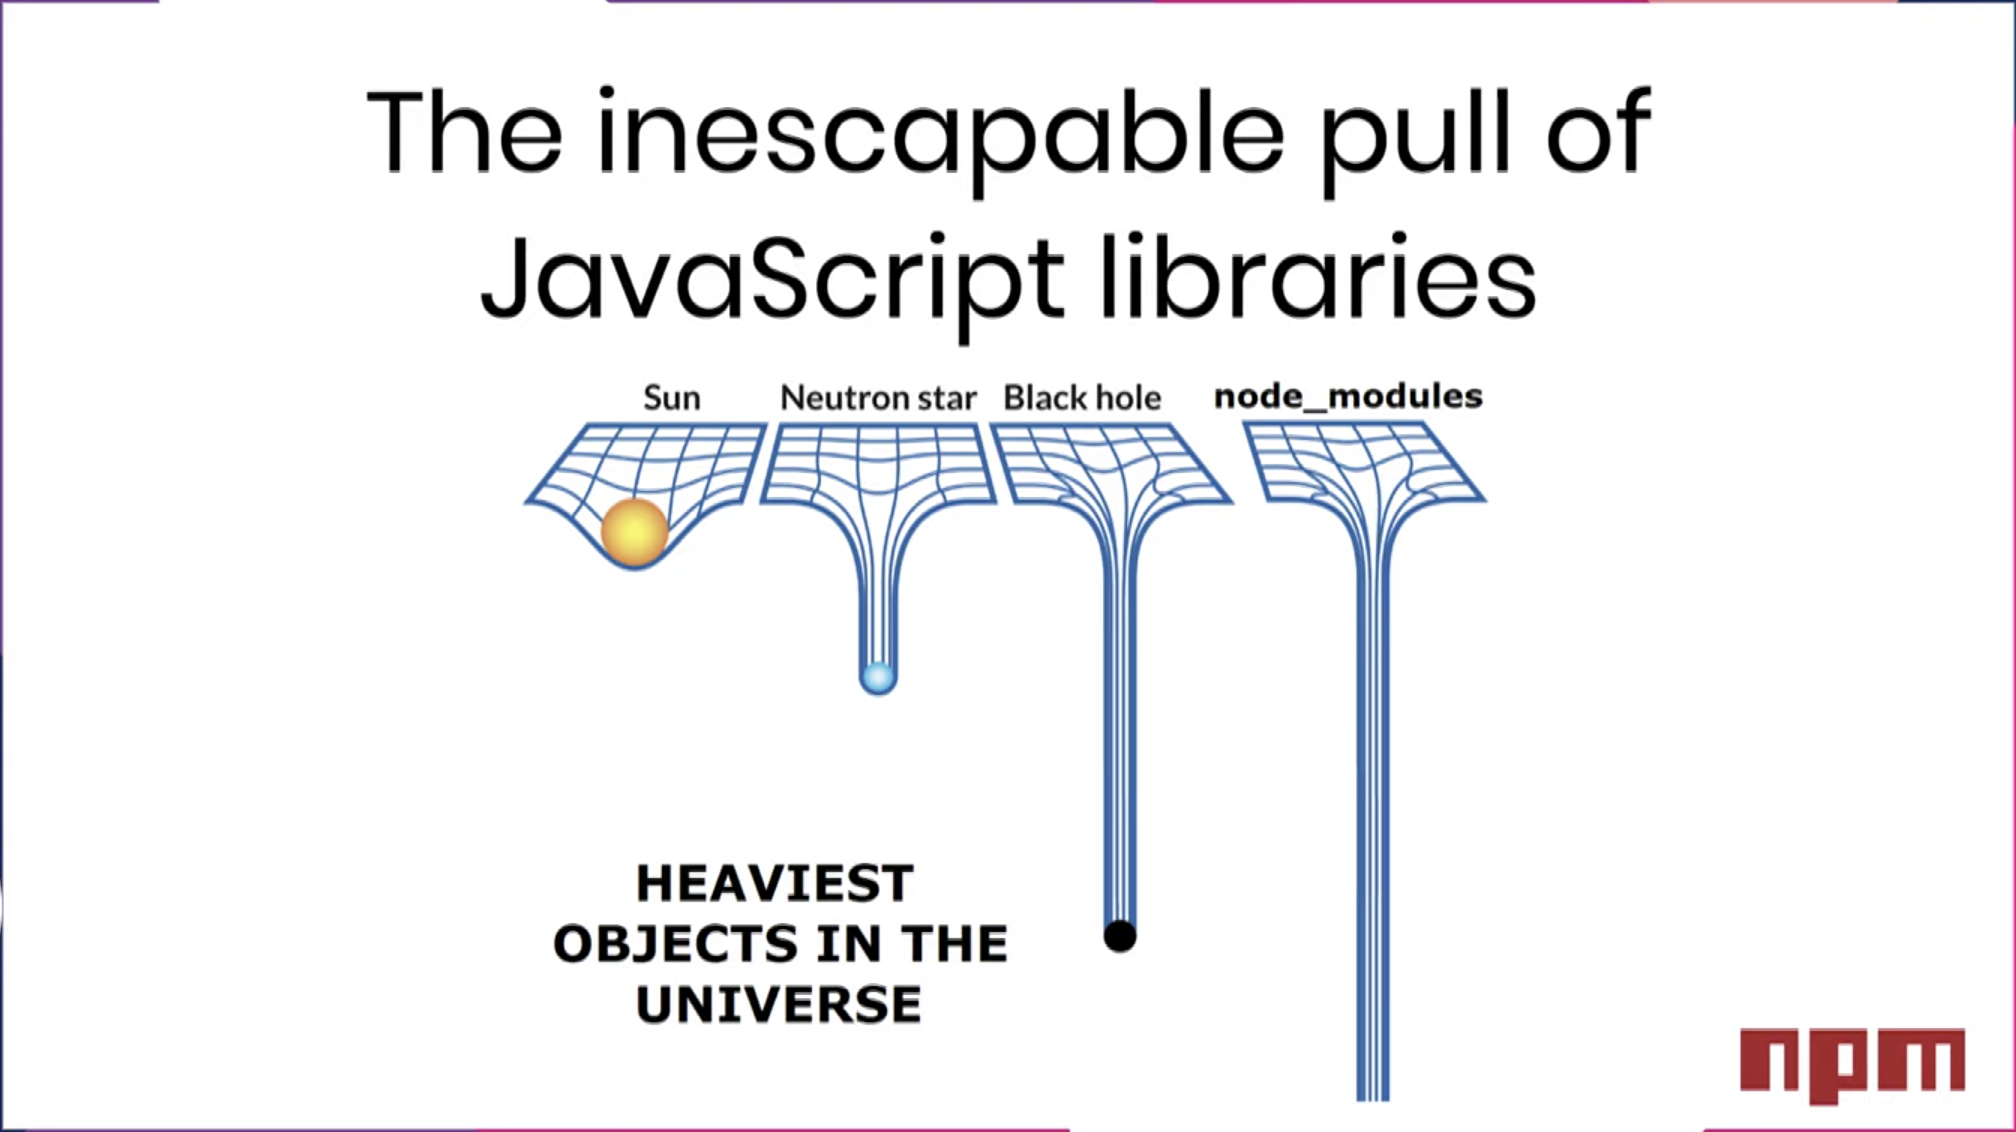 The inescapable pull of
JavaScript libraries
Sun Neutron star Black hole node_modules
HEAVIEST
OBJECTS IN THE
UNIVERSE
npm